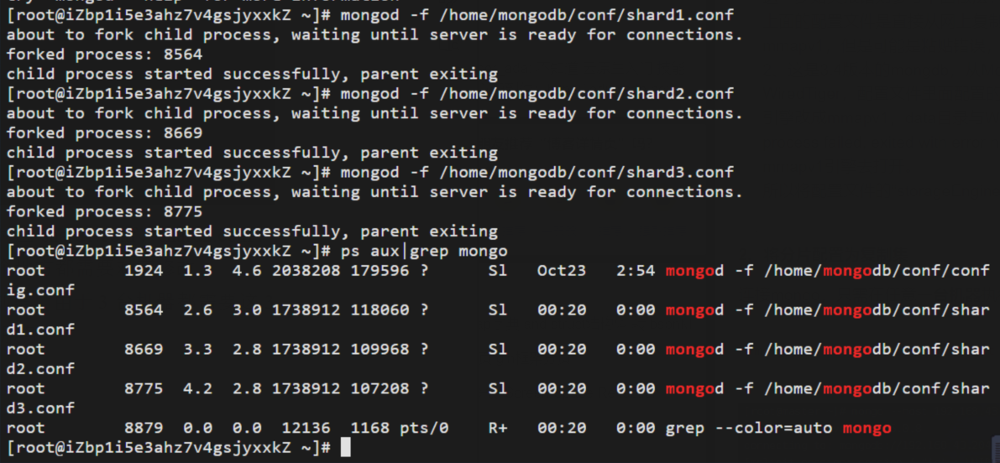 [root@iZbp1i5e3ahz7v4gsjyxxkZ ~]# mongod -f /home/mongodb/conf/shard1.conf
about to fork child process, waiting until server is ready for connections.
forked process: 8564
child process started successfully, parent exiting
[root@iZbp1i5e3ahz7v4gsjyxxkZ ~]# mongod -f /home/mongodb/conf/shard2.conf
about to fork child process, waiting until server is ready for connections.
forked process: 8669
child process started successfully, parent exiting
[root@iZbp1i5e3ahz7v4gsjyxxkZ ~]# mongod -f /home/mongodb/conf/shard3.conf
about to fork child process, waiting until server is ready for connections.
forked process: 8775
child process started successfully, parent exiting
[root@iZbp1i5e3ahz7v4gsjyxxkZ ~]# ps aux|grep mongo
root        1924  1.3  4.6 2038208 179596 ?      Sl   Oct23   2:54 mongod -f /home/mongodb/conf/conf
ig.conf
root        8564  2.6  3.0 1738912 118060 ?      Sl   00:20   0:00 mongod -f /home/mongodb/conf/shar
d1.conf
root        8669  3.3  2.8 1738912 109968 ?      Sl   00:20   0:00 mongod -f /home/mongodb/conf/shar
d2.conf
root        8775  4.2  2.8 1738912 107208 ?      Sl   00:20   0:00 mongod -f /home/mongodb/conf/shar
d3.conf
root        8879  0.0  0.0  12136  1168 pts/0    R+   00:20   0:00 grep --color=auto mongo
[root@iZbp1i5e3ahz7v4gsjyxxkZ ~]#